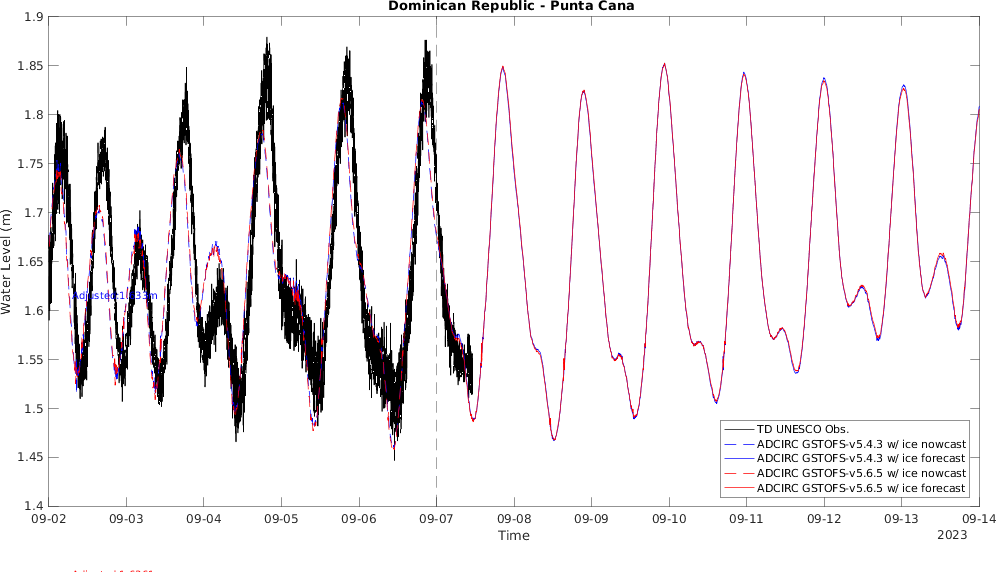 Dominican Republic - Punta Cana
1.9
1.85
1.8
1.75
1.7
1.65
1.6
1.55
1.5
1.45
1.4
Water Level (m)
TD UNESCO Obs.
ADCIRC GSTOFS-v5.4.3 w/ ice nowcast
ADCIRC GSTOFS-v5.4.3 w/ ice forecast
ADCIRC GSTOFS-v5.6.5 w/ ice nowcast
ADCIRC GSTOFS-v5.6.5 w/ ice forecast
09-02 09-03 09-04 09-05 09-06 09-07 09-08 09-09 09-10 09-11 09-12 09-13 09-14
Time
2023